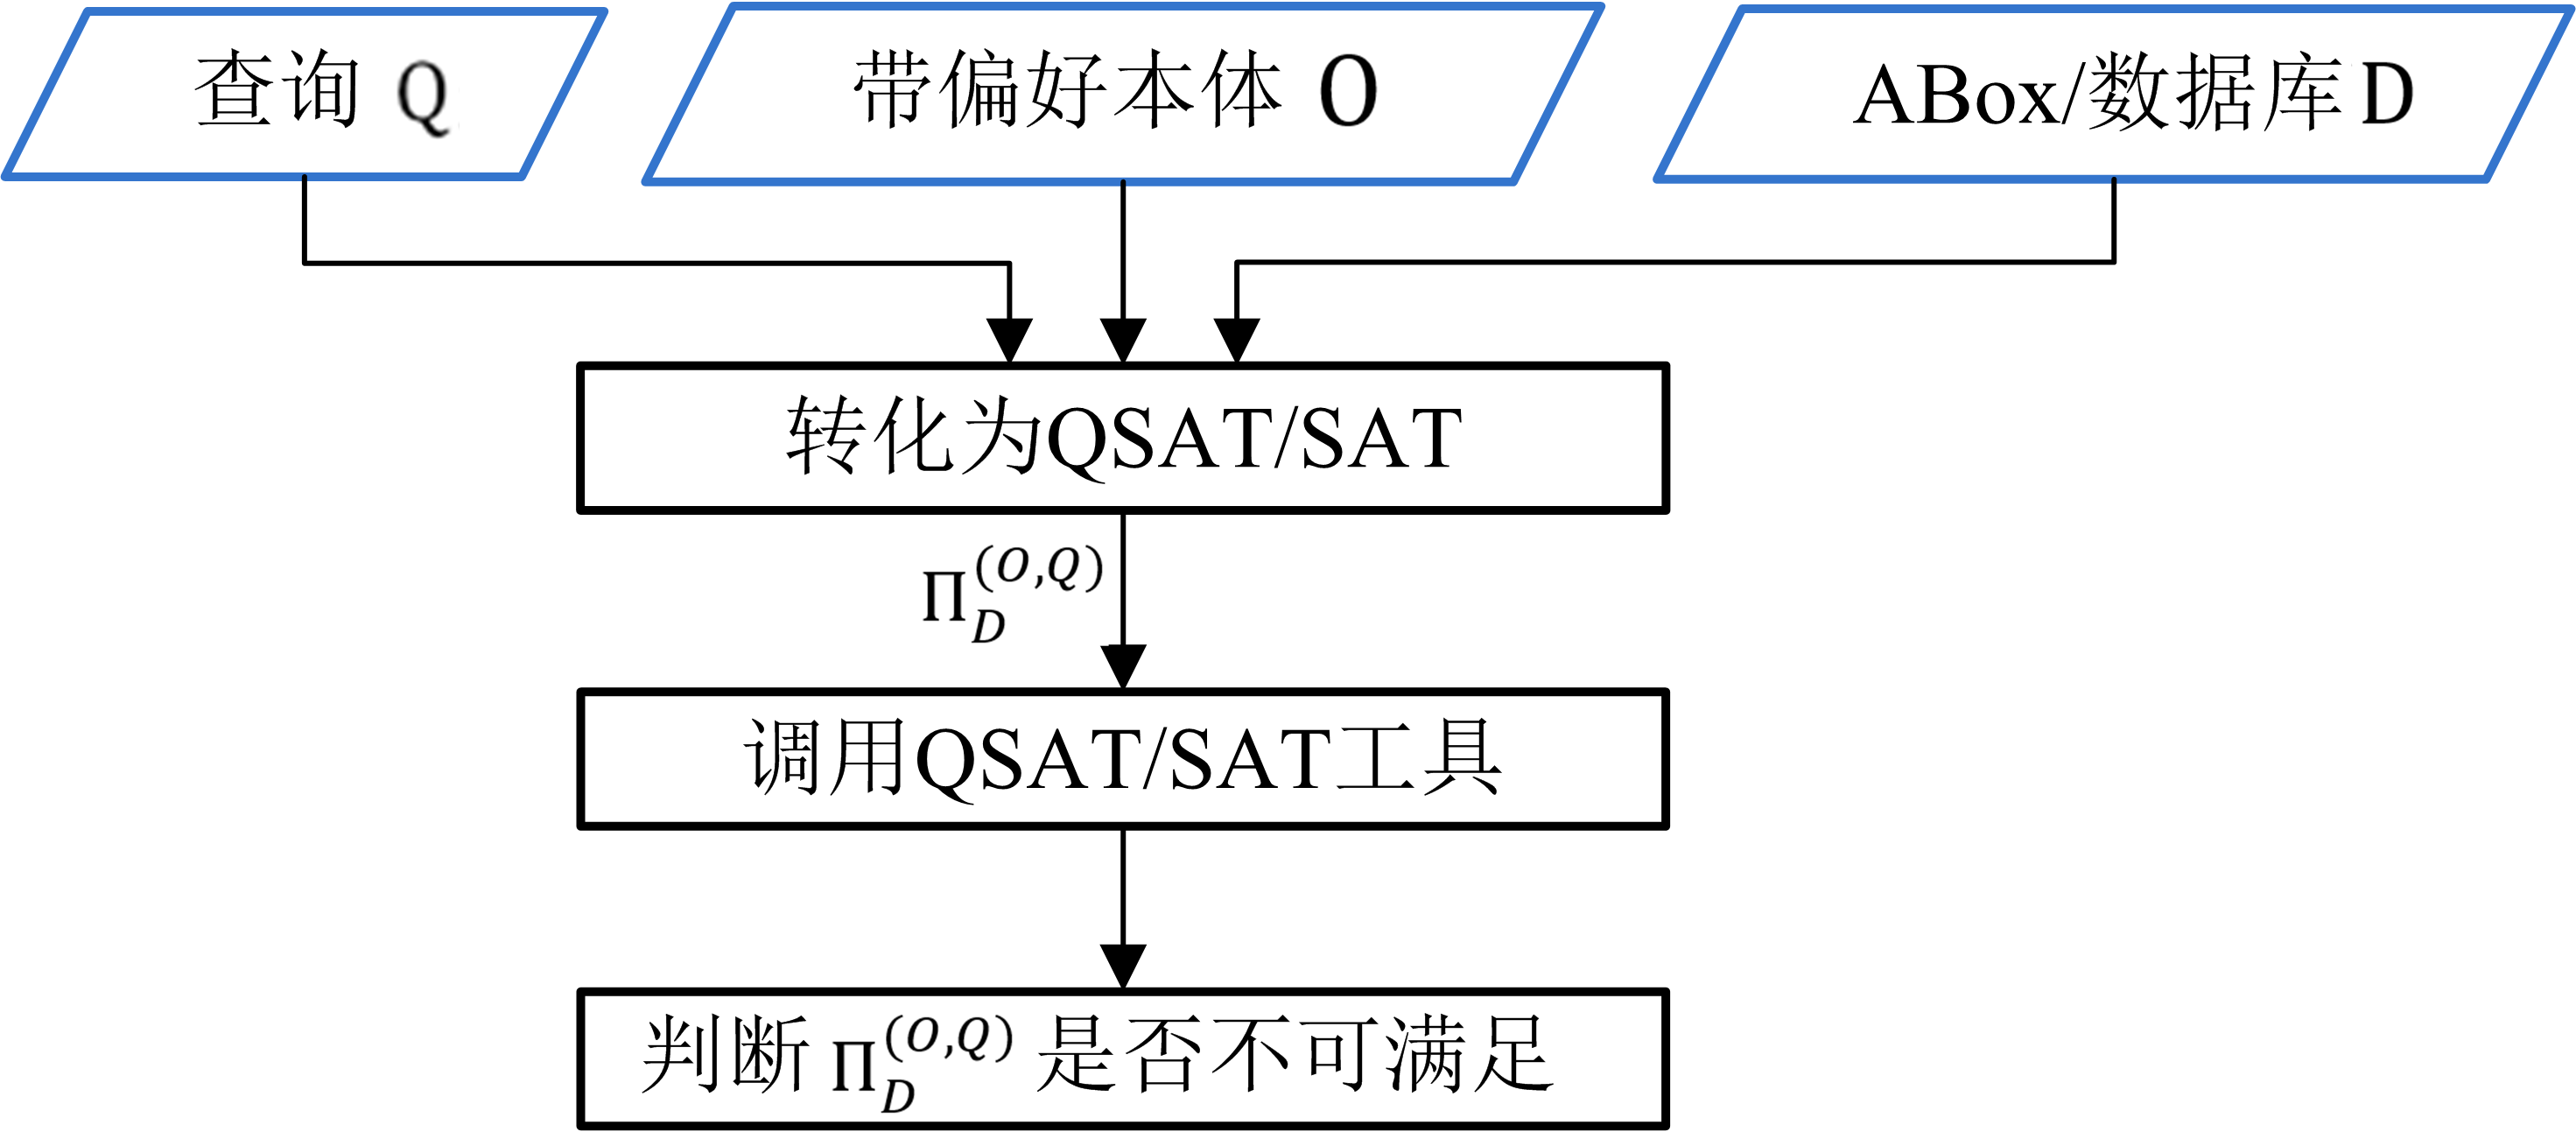 查询 Q
带偏好本体 O
ABox/数据库 D
转化为QSAT/SAT
Π_D^(O,Q)
调用QSAT/SAT工具
判断 Π_D^(O,Q) 是否不可满足